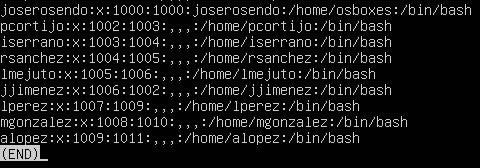 joserosendo:x:1000:1000:joserosendo:/home/osboxes:/bin/bash
pcortijo:x:1002:1003:,,,:/home/pcortijo:/bin/bash
iserrano:x:1003:1004:,,,:/home/iserrano:/bin/bash
rsanchez:x:1004:1005:,,,:/home/rsanchez:/bin/bash
lmejuto:x:1005:1006:,,,:/home/lmejuto:/bin/bash
jjimenez:x:1006:1002:,,,:/home/jjimenez:/bin/bash
lperez:x:1007:1009:,,,:/home/lperez:/bin/bash
mgonzalez:x:1008:1010:,,,:/home/mgonzalez:/bin/bash
alopez:x:1009:1011:,,,:/home/alopez:/bin/bash
(END)